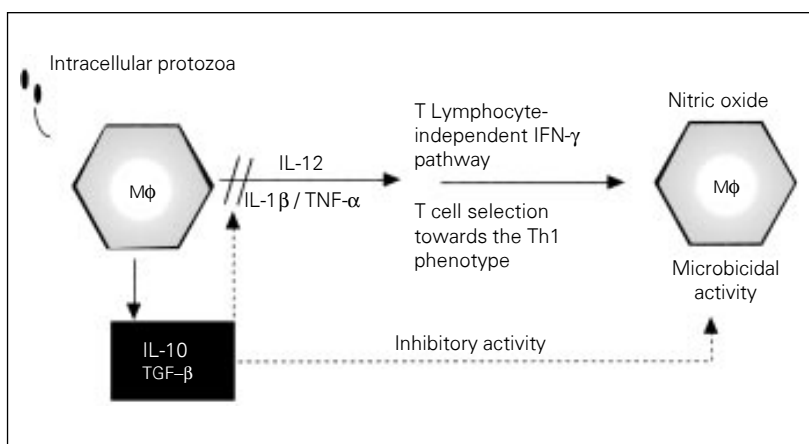 Intracellular protozoa
Mϕ
IL-12
IL-1β / TNF-α
T Lymphocyte-
independent IFN-γ
pathway
T cell selection
towards the Th1
phenotype
Nitric oxide
Mϕ
Microbicidal
activity
IL-10
TGF–β
Inhibitory activity